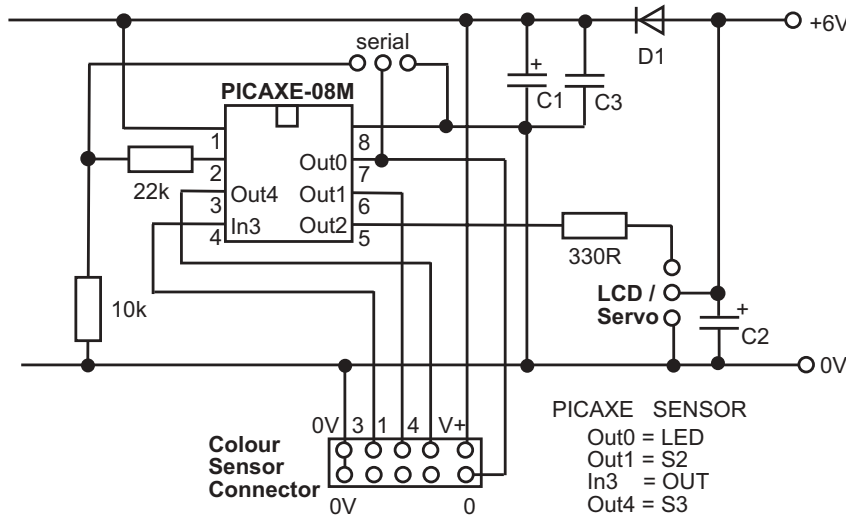 +6V
serial
D1
+
C1
C3
PICAXE-08M
1
8
Out0
2
7
22k
Out4
Out1
3
6
In3
Out2
4
5
330R
10k
LCD /
Servo
+
C2
0V
0V 3 1 4 V+
Colour
Sensor
Connector
0V 0
PICAXE SENSOR
Out0 = LED
Out1 = S2
In3 = OUT
Out4 = S3